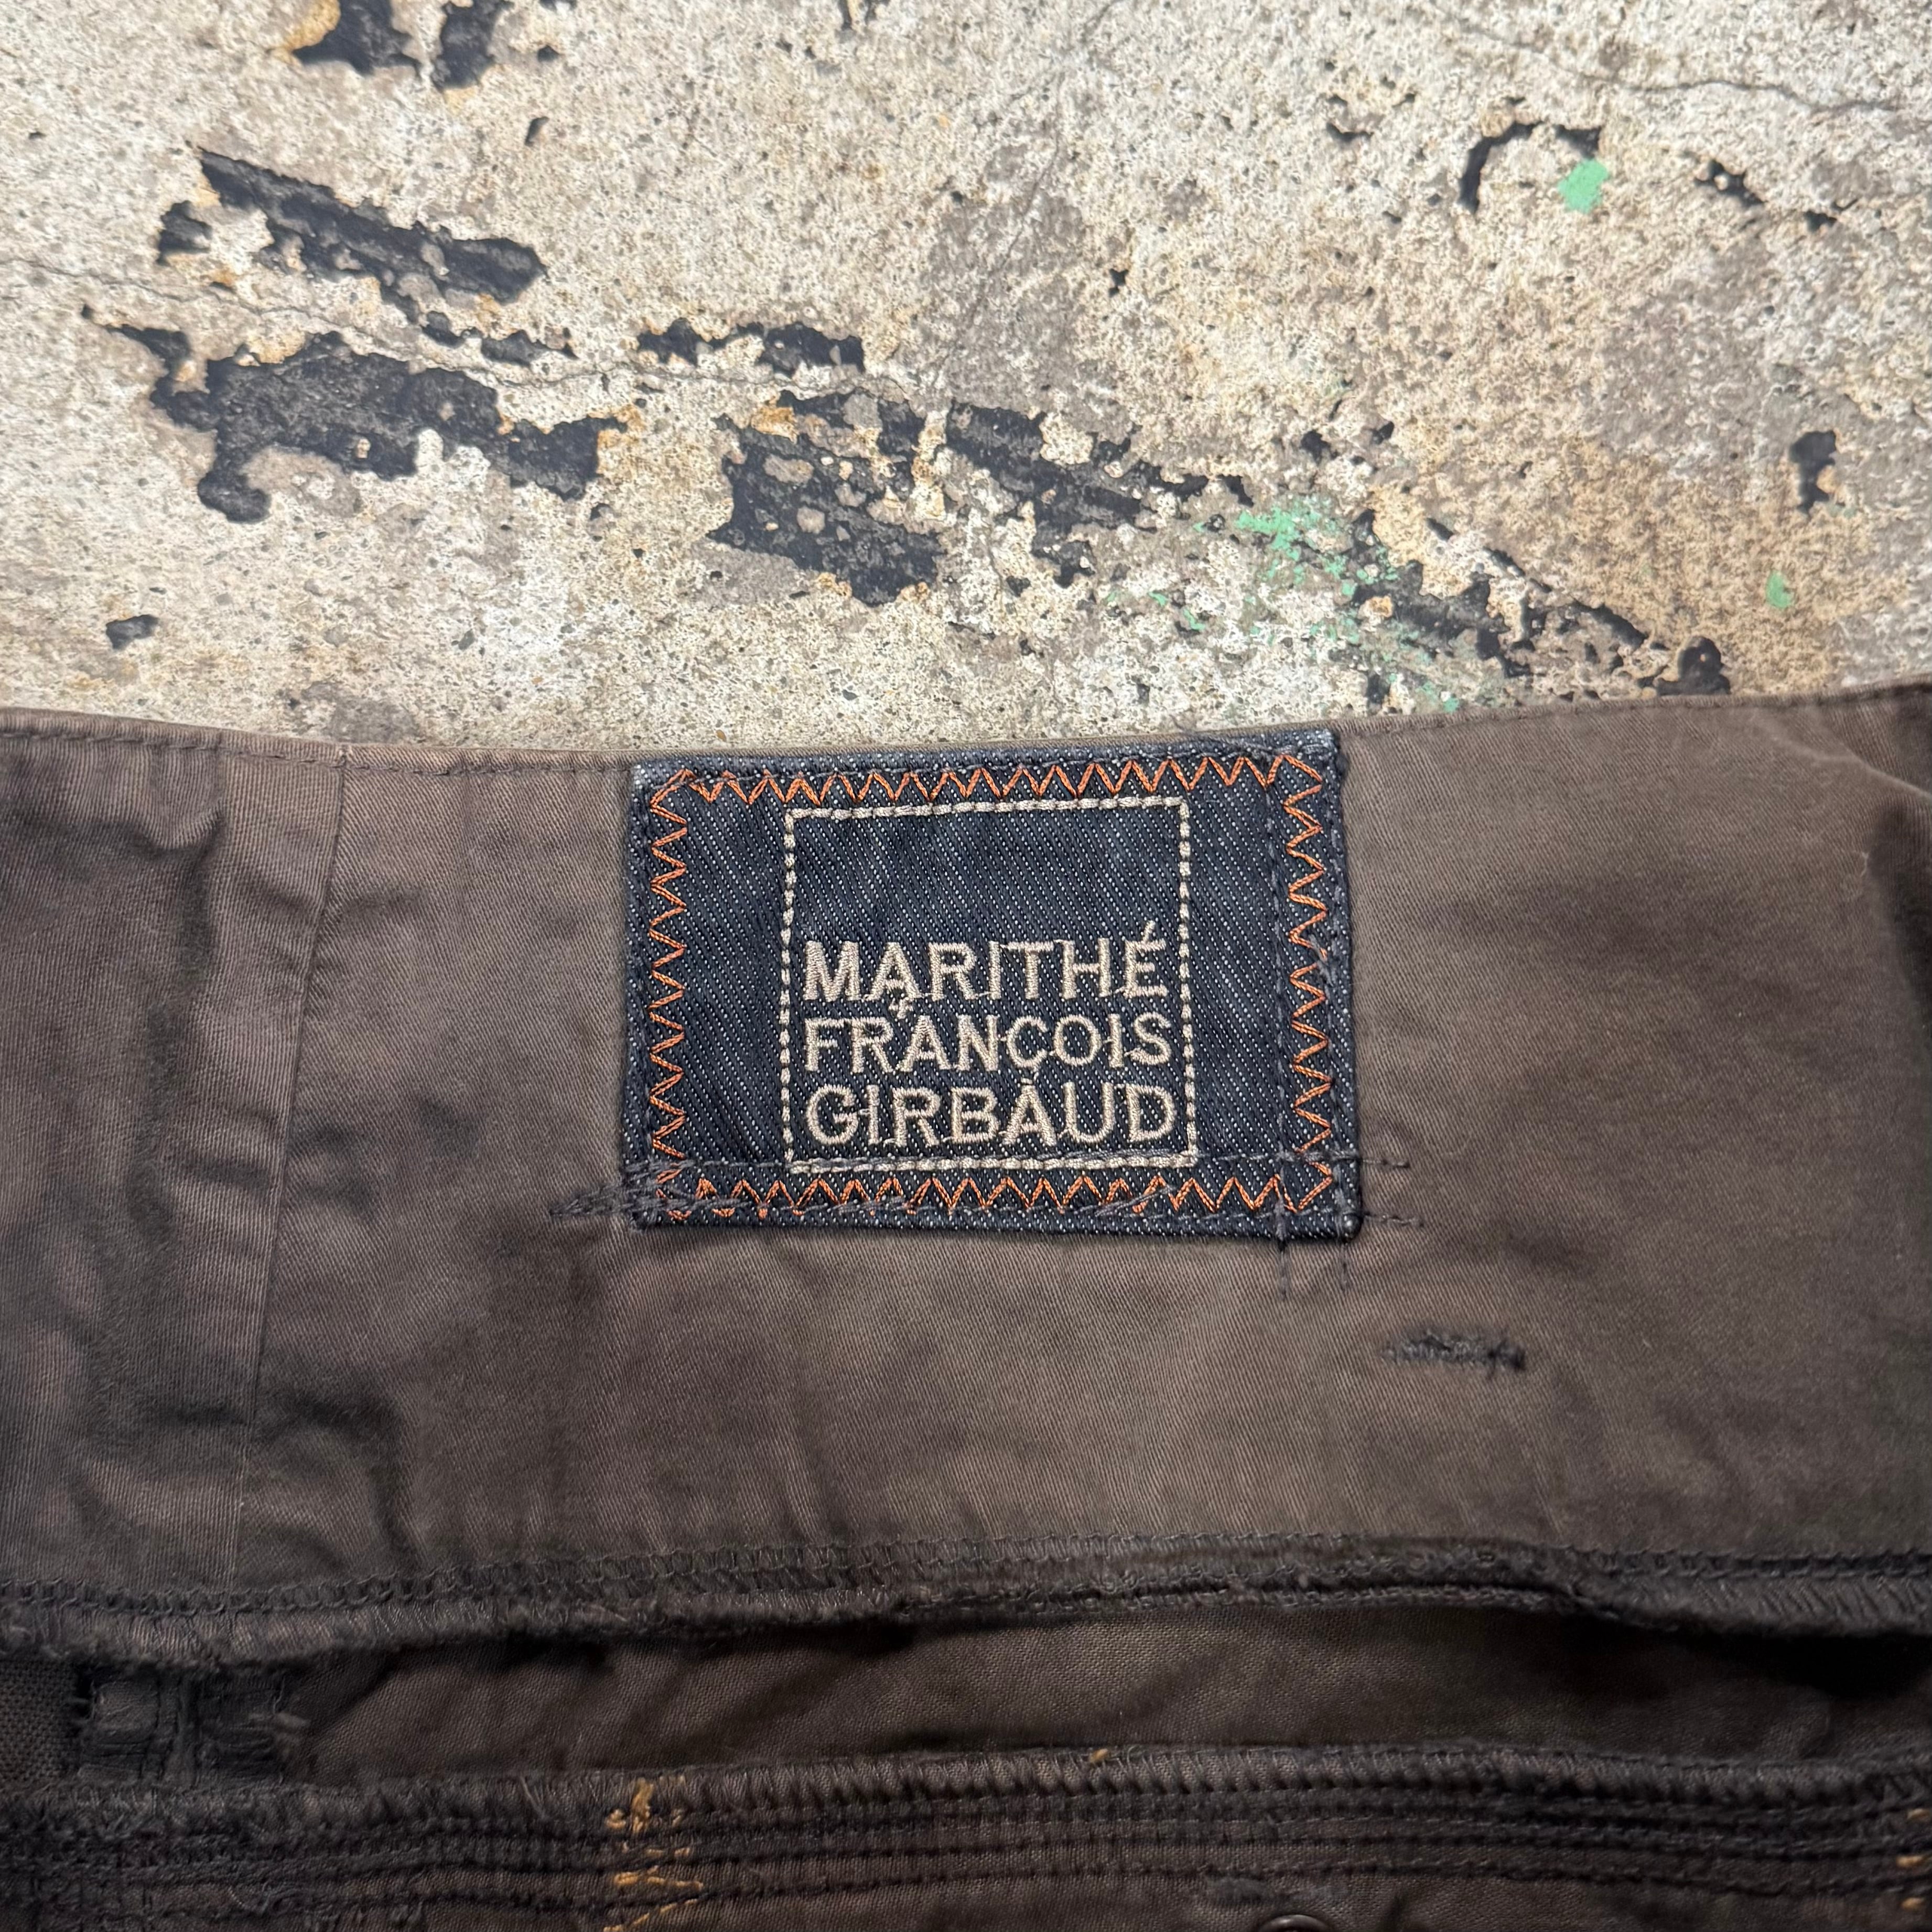 MARITHÉ
+
FRANÇOIS
GIRBAUD